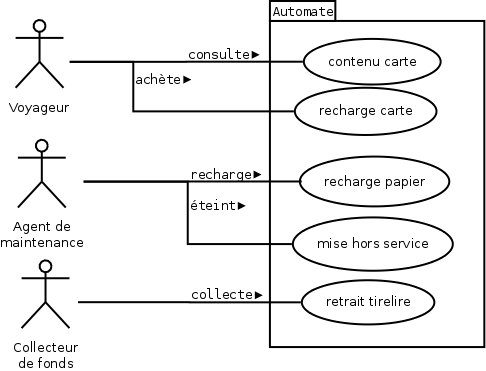 Automate
consulte►
contenu carte
achète►
Voyageur
recharge carte
recharge►
recharge papier
éteint►
Agent de
maintenance
mise hors service
collecte►
retrait tirelire
Collecteur
de fonds